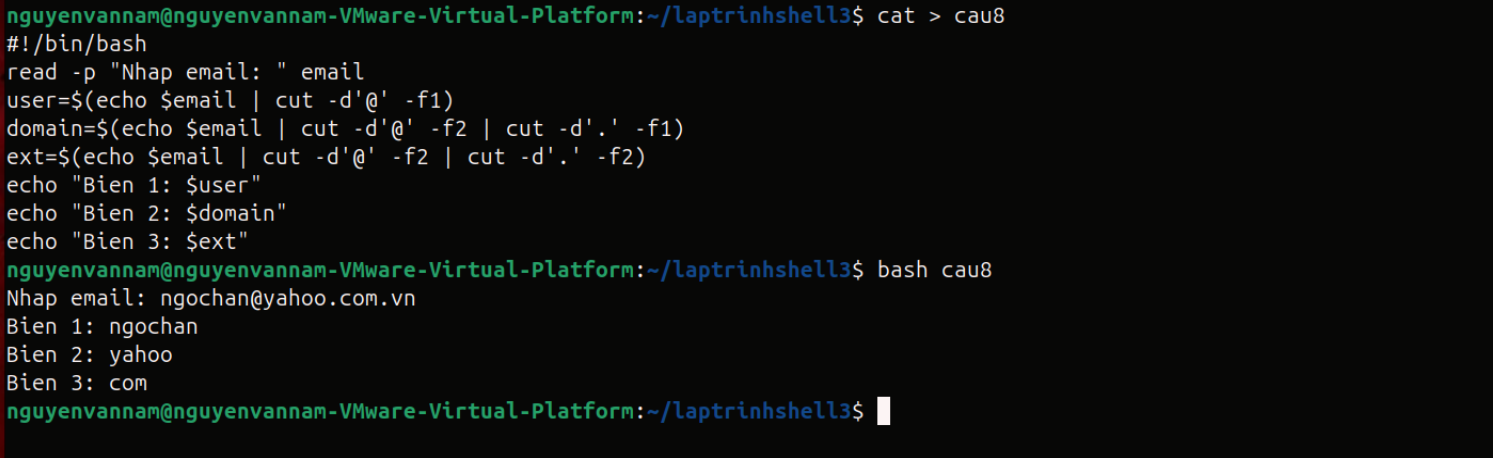 nguyenvannam@nguyenvannam-VMware-Virtual-Platform:~/laptrinhshell3$ cat > cau8
#!/bin/bash
read -p "Nhap email: " email
user=$(echo $email | cut -d'@' -f1)
domain=$(echo $email | cut -d'@' -f2 | cut -d'.' -f1)
ext=$(echo $email | cut -d'@' -f2 | cut -d'.' -f2)
echo "Bien 1: $user"
echo "Bien 2: $domain"
echo "Bien 3: $ext"
nguyenvannam@nguyenvannam-VMware-Virtual-Platform:~/laptrinhshell3$ bash cau8
Nhap email: ngochan@yahoo.com.vn
Bien 1: ngochan
Bien 2: yahoo
Bien 3: com
nguyenvannam@nguyenvannam-VMware-Virtual-Platform:~/laptrinhshell3$